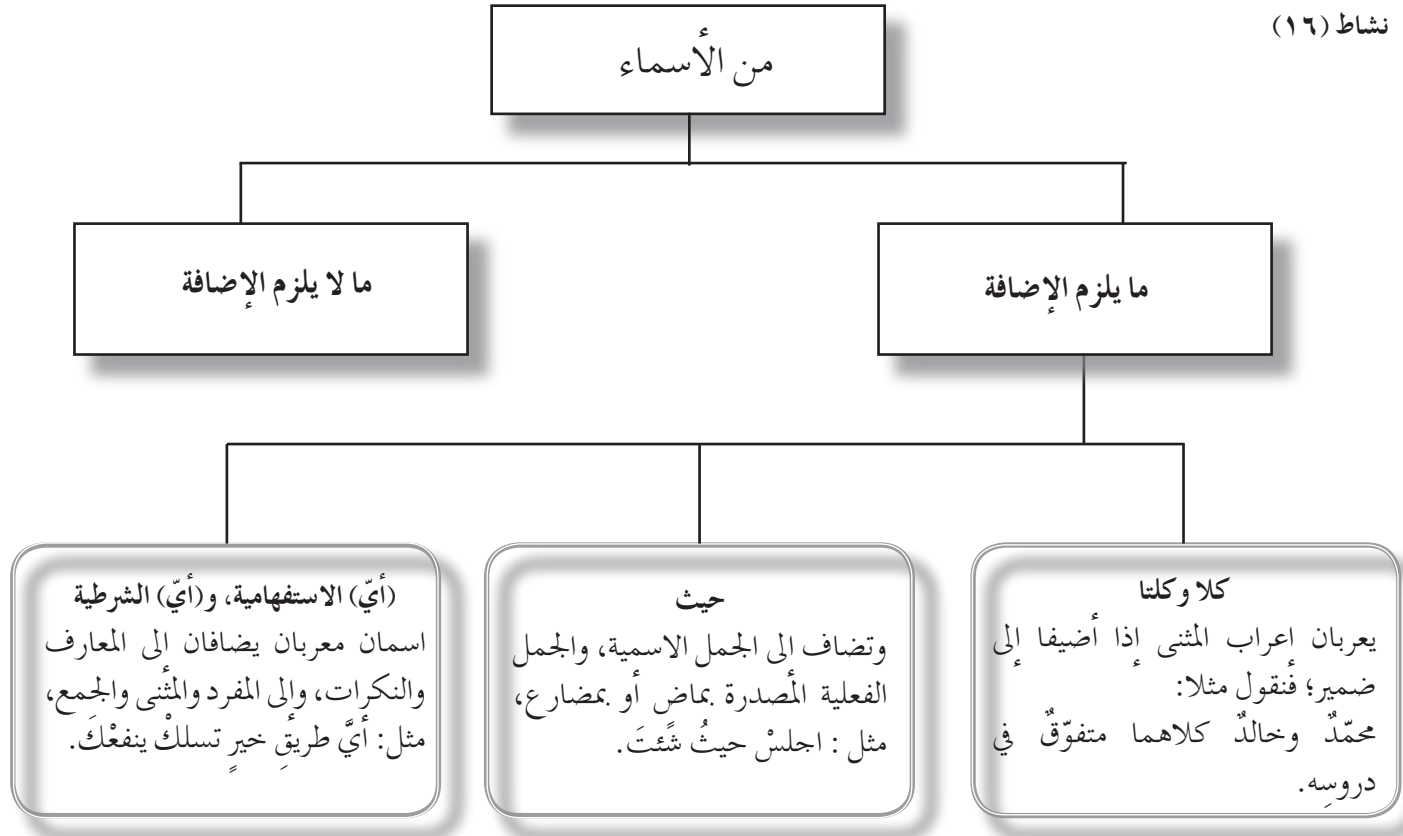 نشاط (١٦)
من الأسماء
ما يلزم الإضافة
ما لا يلزم الإضافة
كلا وكلتا
يعربان اعراب المثنى إذا أضيفا إلى
ضمير؛ فنقول مثلا:
محمّدٌ وخالدٌ كلاهما متفوّقٌ في
دروسِه.
حيث
وتضاف الى الجمل الاسمية، والجمل
الفعلية المصدرة بماض أو بمضارع،
مثل : اجلسْ حيثُ شئتَ.
(أيّ) الاستفهامية، و(أيّ) الشرطية
اسمان معربان يضافان الى المعارف
والنكرات، وإلى المفرد والمثنى والجمع،
مثل: أيَّ طريقِ خيرٍ تسلكْ ينفعْكَ.